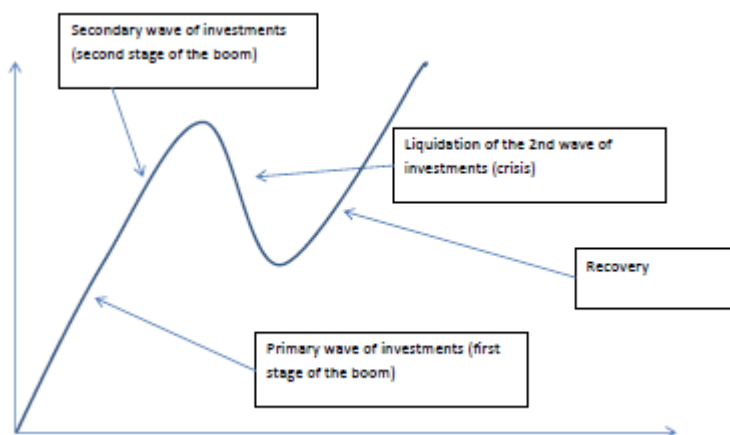 Secondary wave of investments
(second stage of the boom)
Liquidation of the 2nd wave of
investments (crisis)
Recovery
Primary wave of investments (first
stage of the boom)